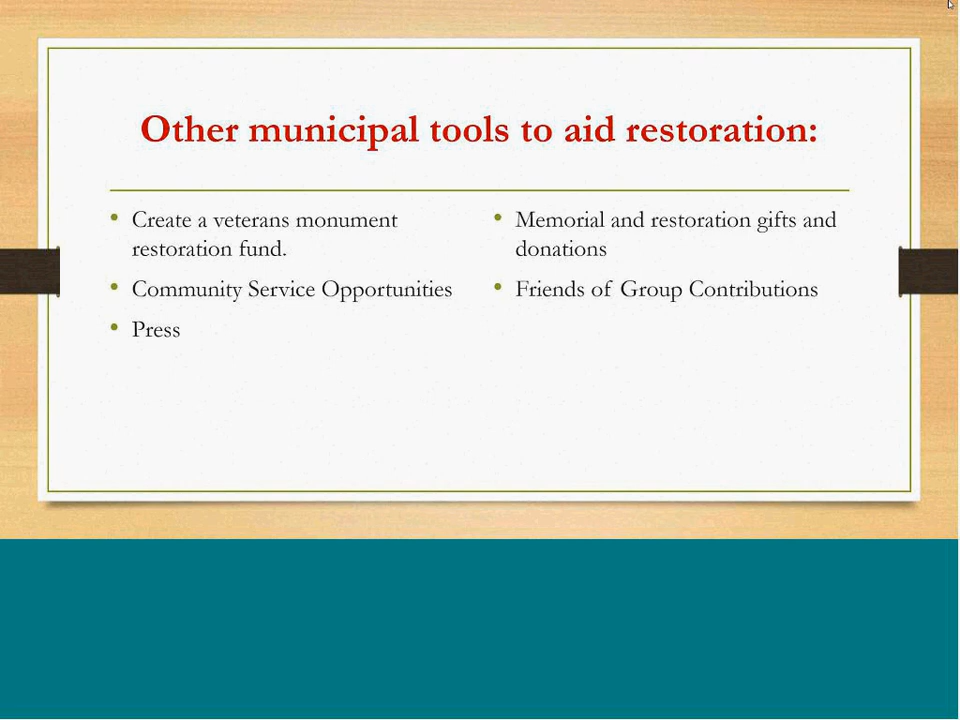 Other municipal tools to aid restoration:
• Create a veterans monument
restoration fund.
• Community Service Opportunities
• Press
• Memorial and restoration gifts and
donations
• Friends of Group Contributions